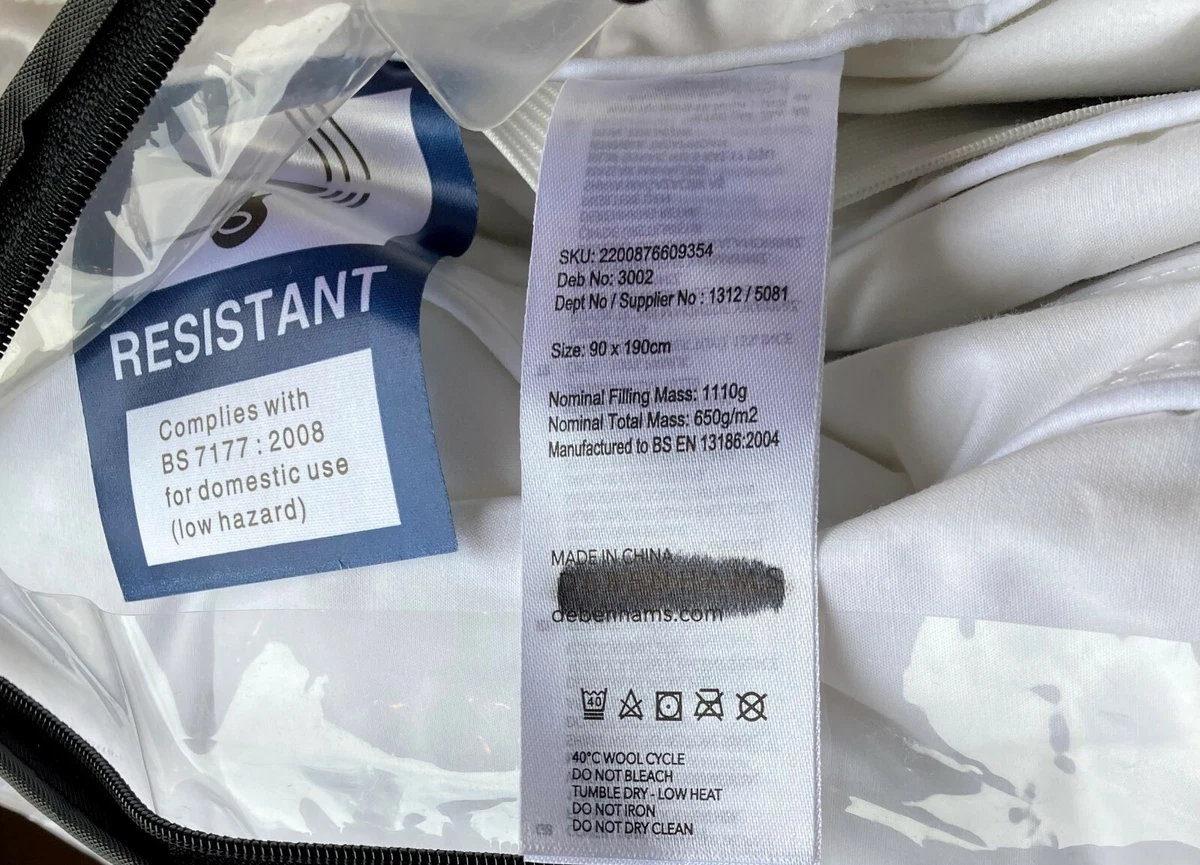 RESISTANT
Complies with
BS 7177 : 2008
for domestic use
(low hazard)
SKU: 2200876609354
Deb No: 3002
Dept No / Supplier No : 1312 / 5081
Size: 90 x 190cm
Nominal Filling Mass: 1110g
Nominal Total Mass: 650g/m2
Manufactured to BS EN 13186:2004
MADE IN CHINA
debenhams.com
40
40°C WOOL CYCLE
DO NOT BLEACH
TUMBLE DRY - LOW HEAT
DO NOT IRON
DO NOT DRY CLEAN